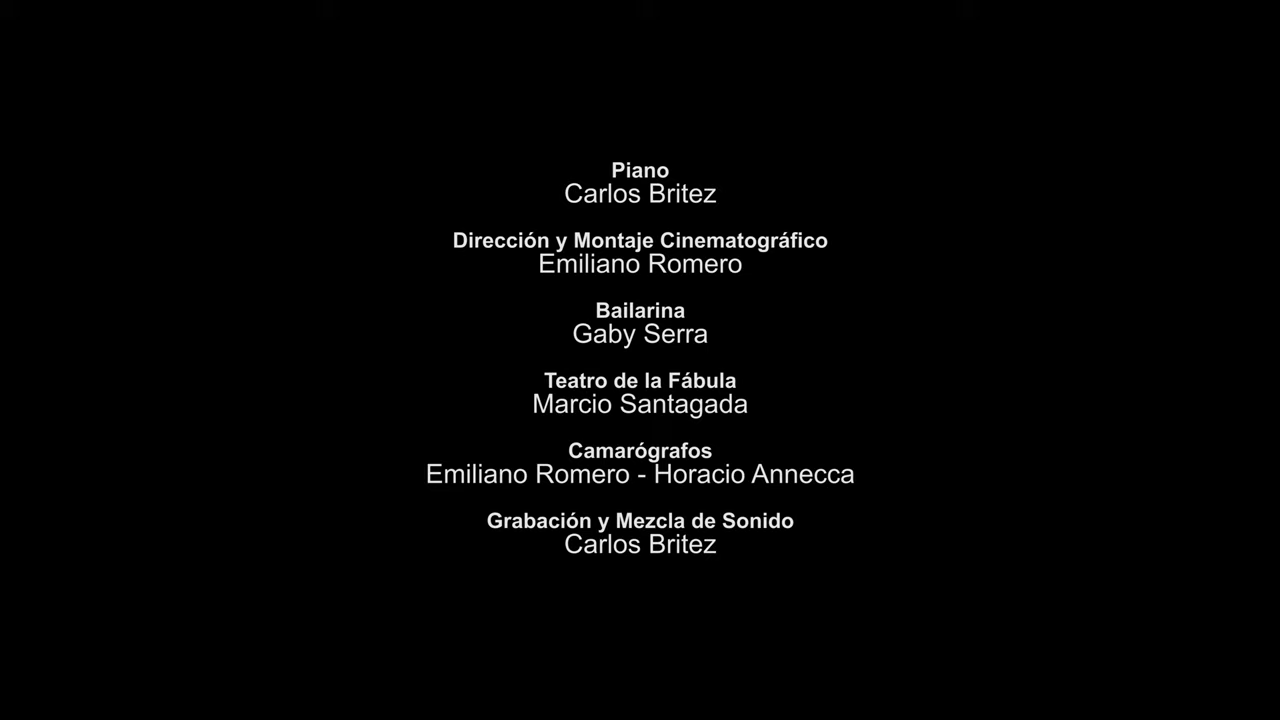 Piano
Carlos Britez
Dirección y Montaje Cinematográfico
Emiliano Romero
Bailarina
Gaby Serra
Teatro de la Fábula
Marcio Santagada
Camarógrafos
Emiliano Romero - Horacio Annecca
Grabación y Mezcla de Sonido
Carlos Britez